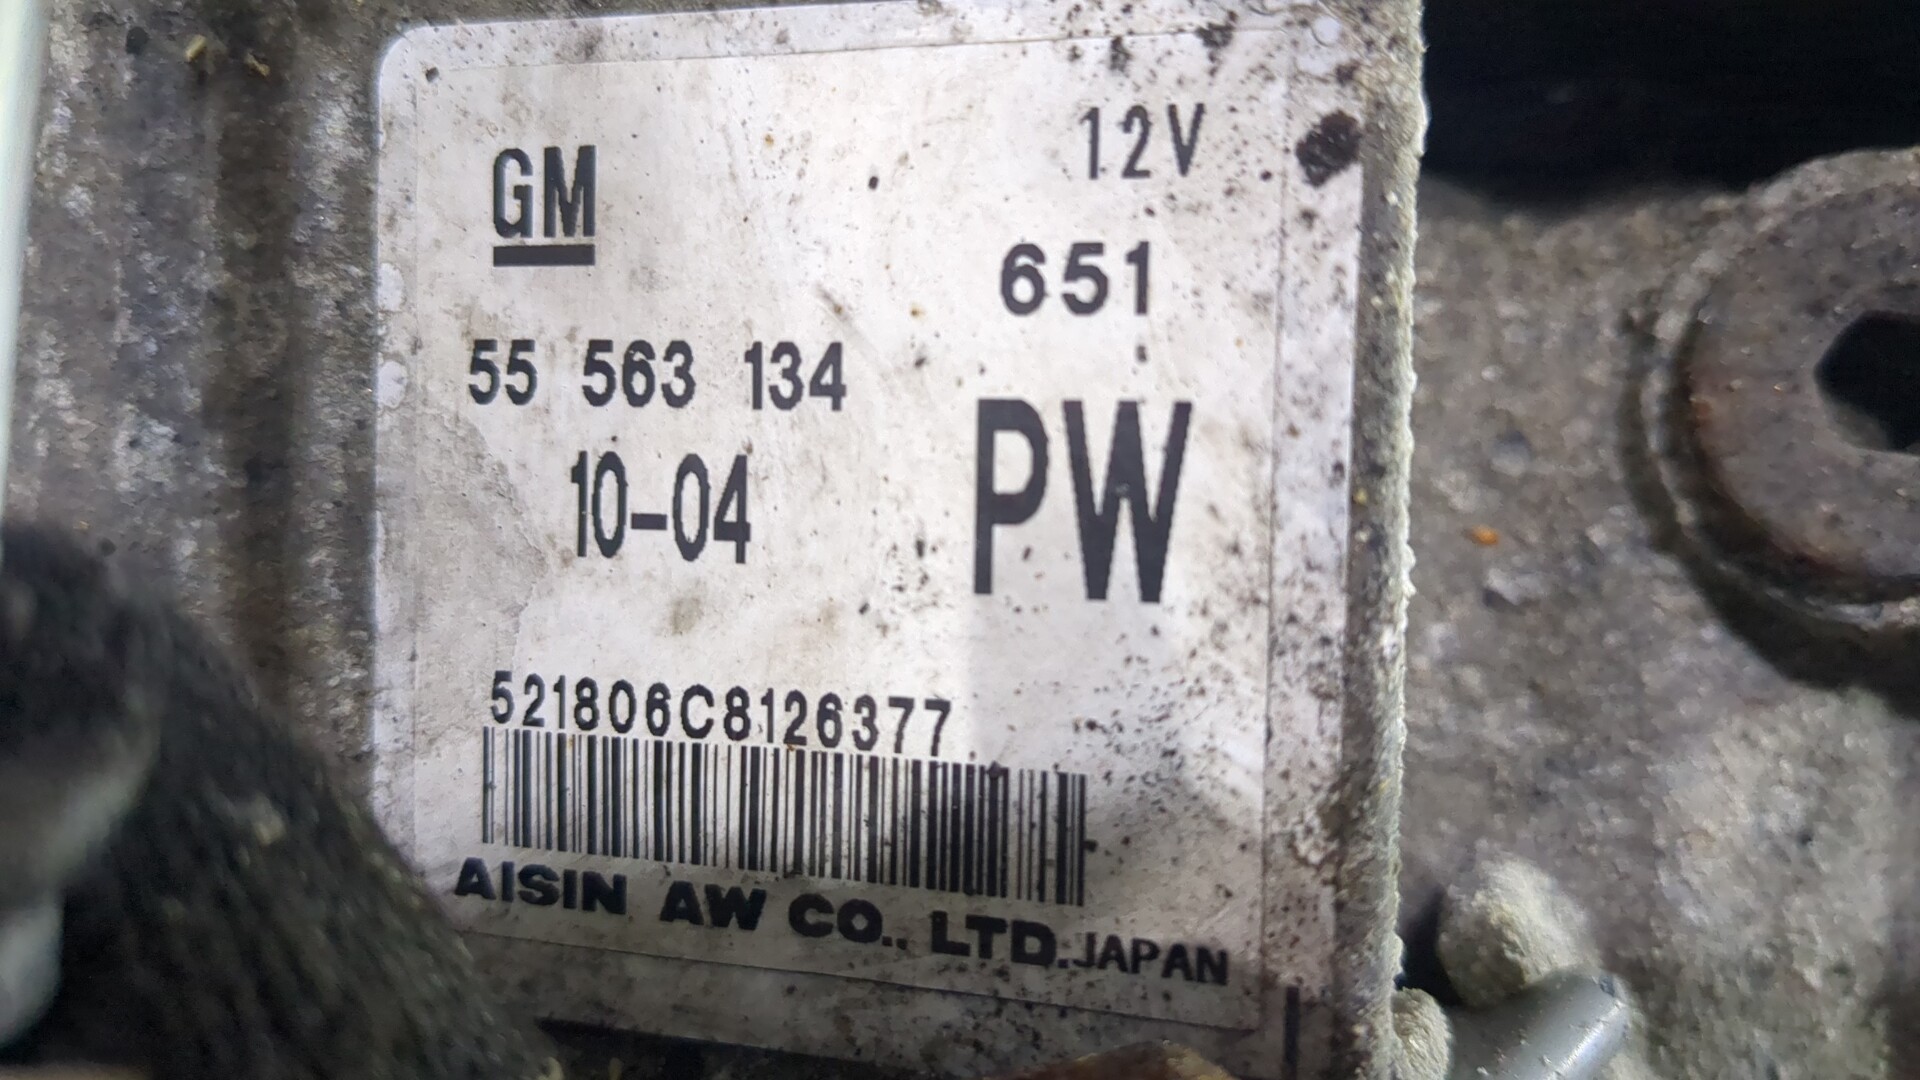 GM
12V
651
55 563 134
10-04
PW
521806C8126377
AISIN AW CO., LTD. JAPAN